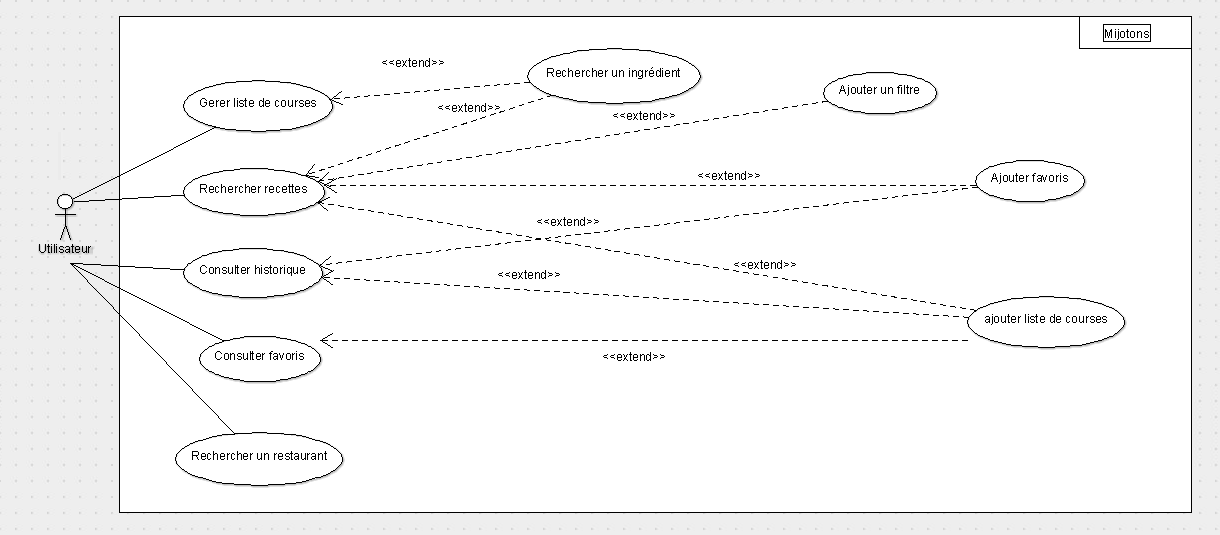 Mijotons
<<extend>>
Rechercher un ingrédient
Gerer liste de courses
<<extend>>
Ajouter un filtre
<<extend>>
Rechercher recettes
<<extend>>
Ajouter favoris
<<extend>>
Utilisateur
Consulter historique
<<extend>>
<<extend>>
ajouter liste de courses
Consulter favoris
<<extend>>
Rechercher un restaurant